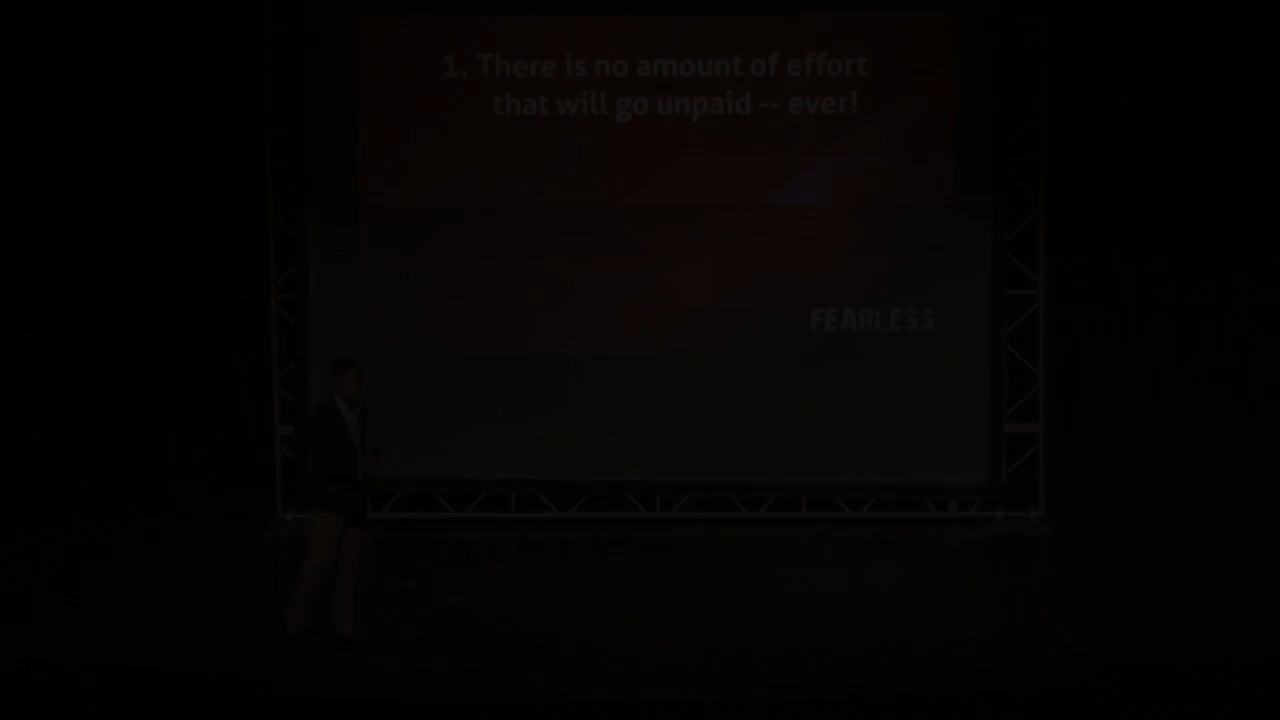 1. There is no amount of effort
that will go unpaid -- ever!
FEARLESS